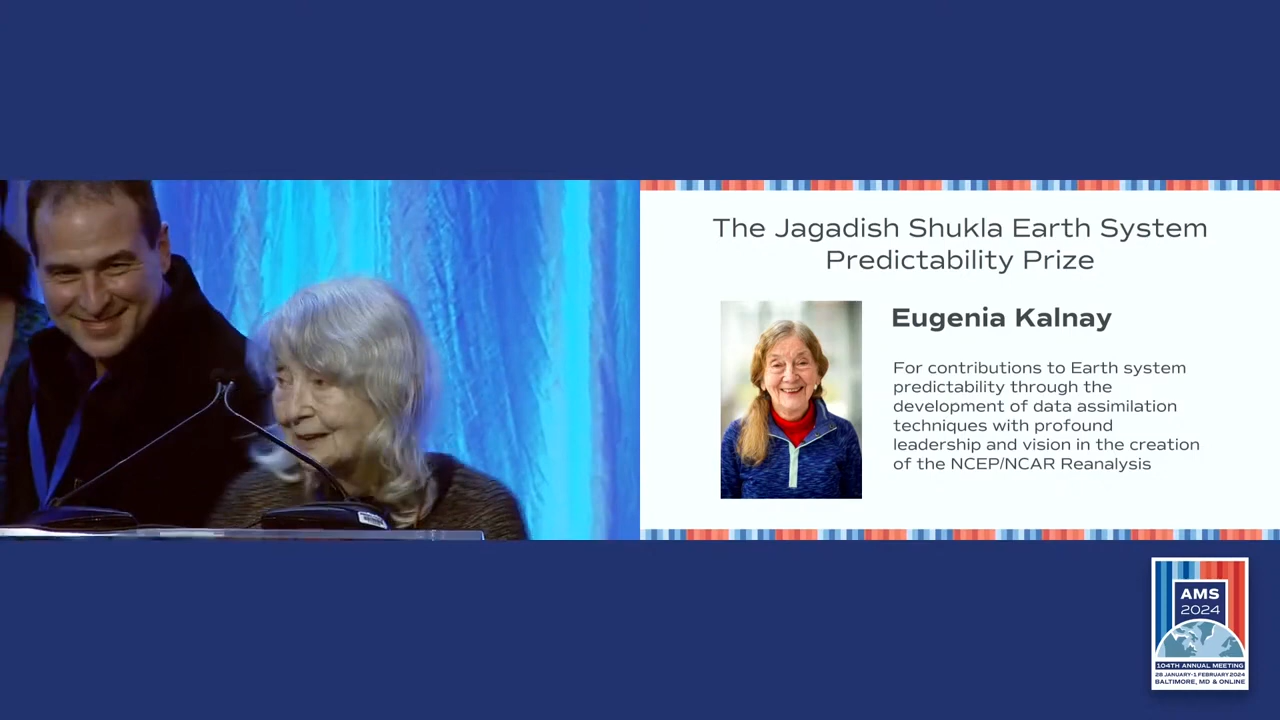 The Jagadish Shukla Earth System
Predictability Prize
Eugenia Kalnay
For contributions to Earth system
predictability through the
development of data assimilation
techniques with profound
leadership and vision in the creation
of the NCEP/NCAR Reanalysis
AMS
2024
104TH ANNUAL MEETING
28 JANUARY-1 FEBRUARY 2024
BALTIMORE, MD & ONLINE